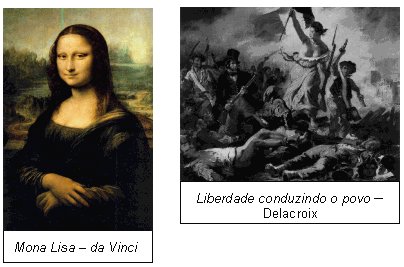 Mona Lisa – da Vinci
Liberdade conduzindo o povo –
Delacroix